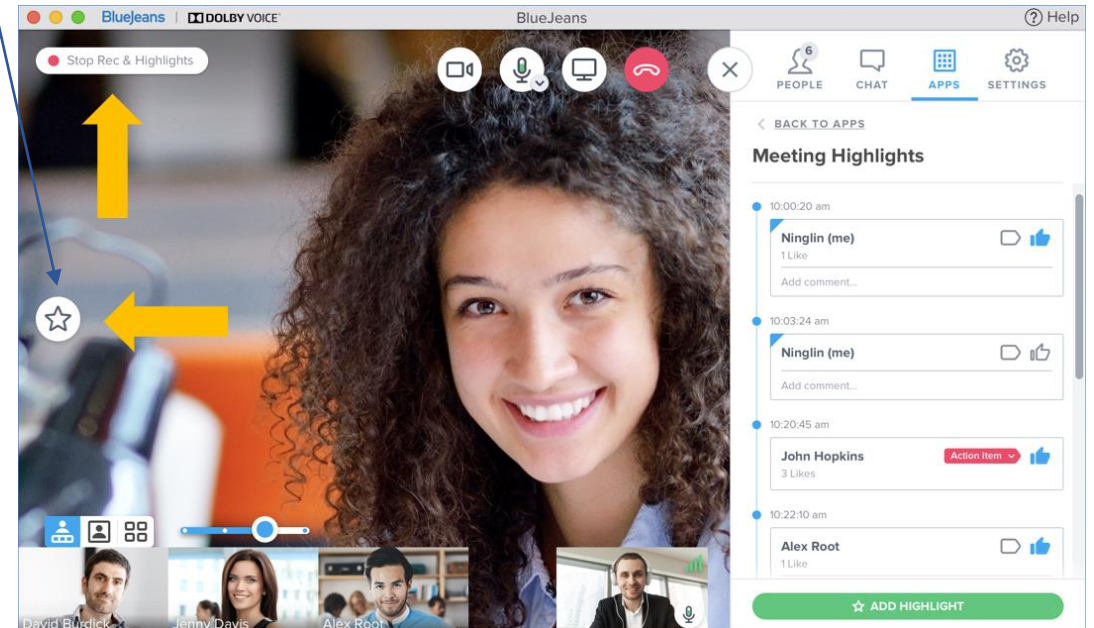 BlueJeans | DOLBY VOICE BlueJeans ? Help
Stop Rec & Highlights
6
PEOPLE CHAT APPS SETTINGS
BACK TO APPS
Meeting Highlights
10:00:20 am
Ninglin (me)
1 Like
Add comment...
10:03:24 am
Ninglin (me)
Add comment...
10:20:45 am
John Hopkins Action Item
3 Likes
10:22:10 am
Alex Root
1 Like
ADD HIGHLIGHT
David Burdick Jenny Davis Alex Root